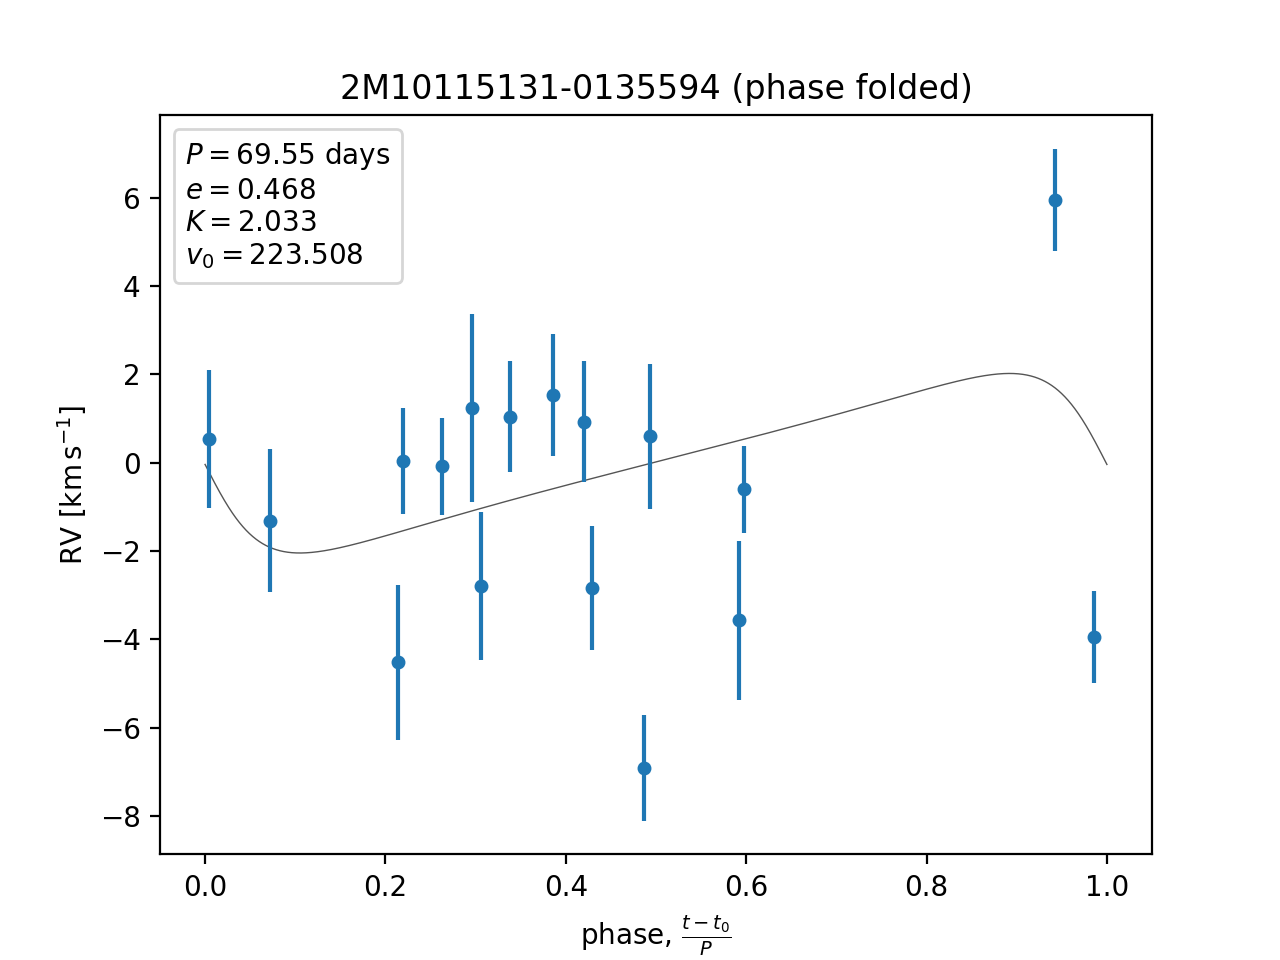 2M10115131-0135594 (phase folded)
P = 69.55 days
e = 0.468
K = 2.033
v₀ = 223.508
6
4
2
0
−2
−4
−6
−8
RV [km s⁻¹]
0.0 0.2 0.4 0.6 0.8 1.0
phase, (t − t₀)/P